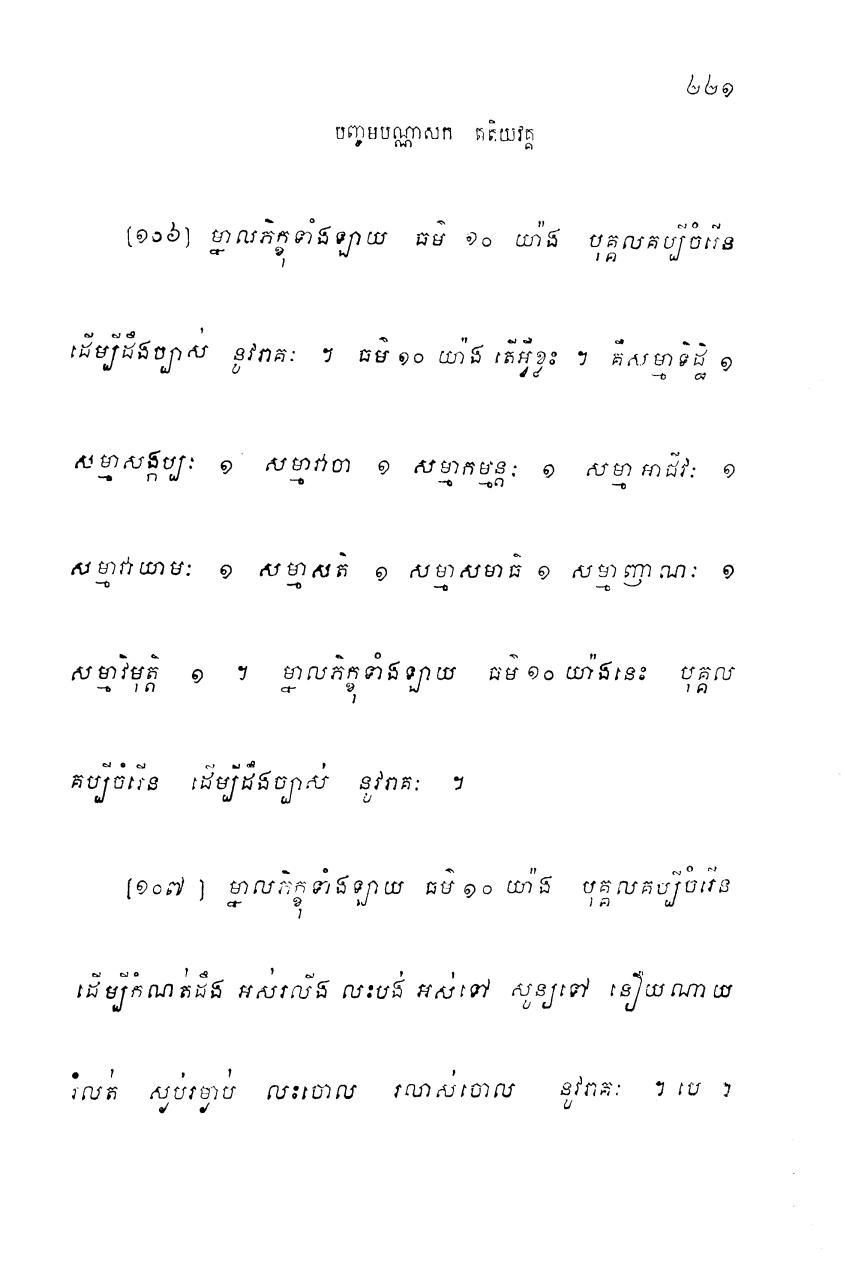 ២២១
បញ្ចមបណ្ណាសក តតិយវគ្គ
[១០៦] ម្នាលភិក្ខុទាំងឡាយ ធម៌ ១០ យ៉ាង បុគ្គលគប្បីចំរើន
ដើម្បីដឹងច្បាស់ នូវរាគៈ ។ ធម៌ ១០ យ៉ាង តើអ្វីខ្លះ ។ គឺសម្មាទិដ្ឋិ ១
សម្មាសង្កប្បៈ ១ សម្មាវាចា ១ សម្មាកម្មន្តៈ ១ សម្មាអាជីវៈ ១
សម្មាវាយាមៈ ១ សម្មាសតិ ១ សម្មាសមាធិ ១ សម្មាញាណៈ ១
សម្មាវិមុត្តិ ១ ។ ម្នាលភិក្ខុទាំងឡាយ ធម៌ ១០ យ៉ាងនេះ បុគ្គល
គប្បីចំរើន ដើម្បីដឹងច្បាស់ នូវរាគៈ ។
[១០៧ ] ម្នាលភិក្ខុទាំងឡាយ ធម៌ ១០ យ៉ាង បុគ្គលគប្បីចំរើន
ដើម្បីកំណត់ដឹង អស់រលីង លះបង់ អស់ទៅ សូន្យទៅ នឿយណាយ
រំលត់ ស្ងប់រម្ងាប់ លះចោល រលាស់ចោល នូវរាគៈ ។ បេ ។